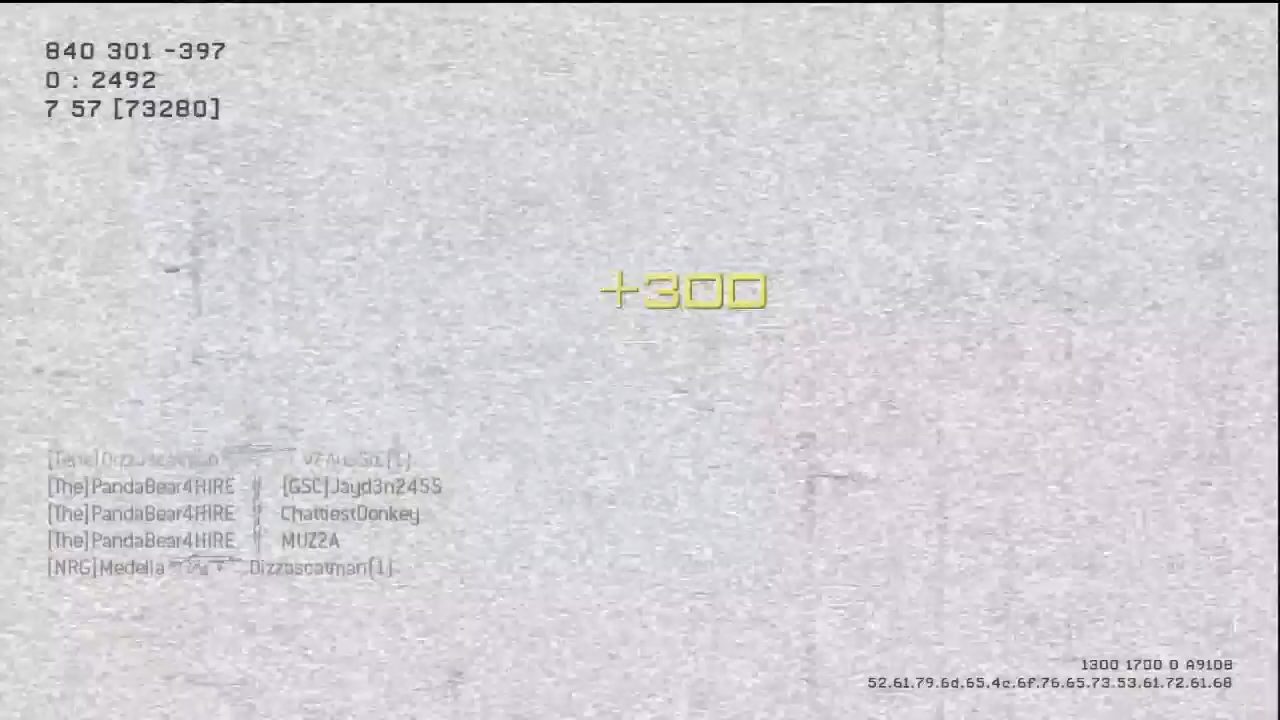 840 301 -397
0 : 2492
7 57 [73280]
+300
[The]PandaBear4HIRE [GSC]Jayd3n2455
[The]PandaBear4HIRE ChattiestDonkey
[The]PandaBear4HIRE MUZ2A
[NRG]Medella Dizzascatman(1)
1300 1700 0 A9108
52.61.79.6d.65.4c.6f.76.65.73.53.61.72.61.68